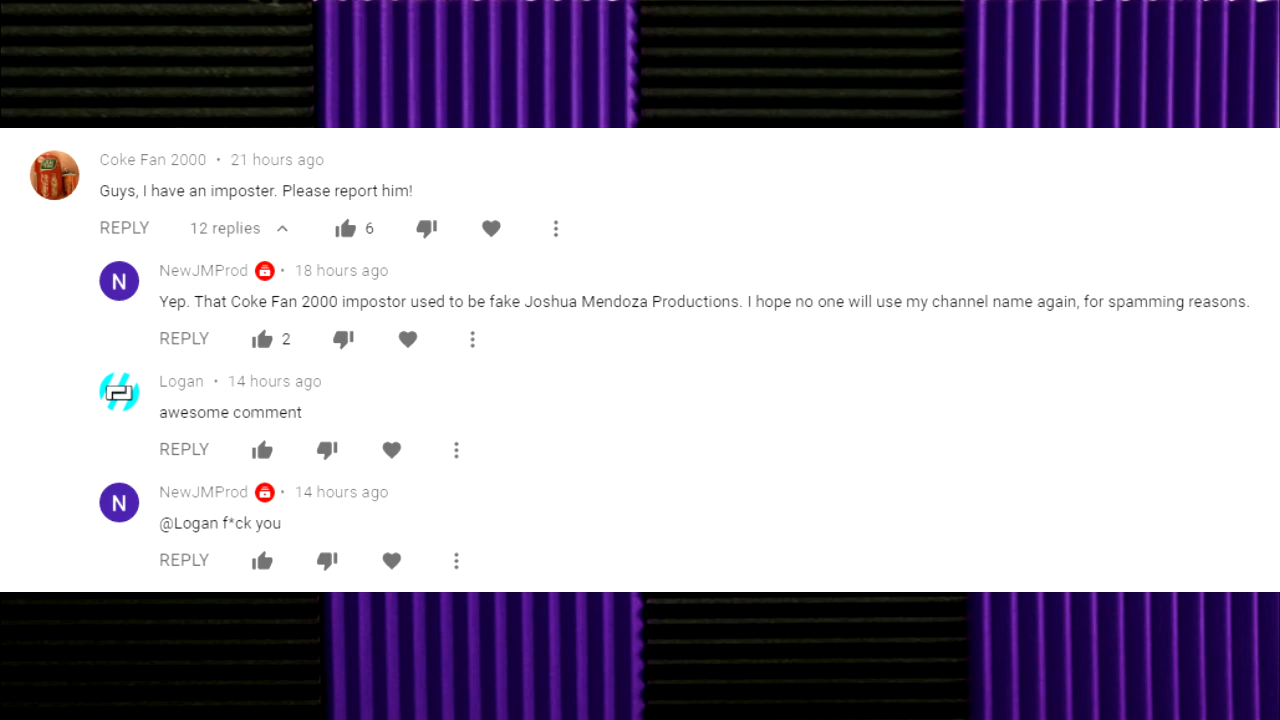 Coke Fan 2000 • 21 hours ago
Guys, I have an imposter. Please report him!
REPLY 12 replies 6
N
NewJMProd • 18 hours ago
Yep. That Coke Fan 2000 impostor used to be fake Joshua Mendoza Productions. I hope no one will use my channel name again, for spamming reasons.
REPLY 2
Logan • 14 hours ago
awesome comment
REPLY
N
NewJMProd • 14 hours ago
@Logan f*ck you
REPLY